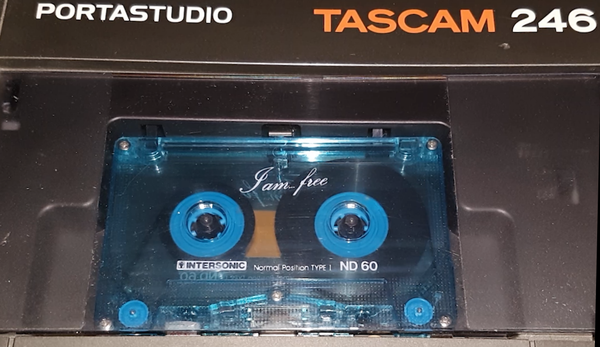 PORTASTUDIO TASCAM 246
I am... free
INTERSONIC Normal Position TYPE I ND 60